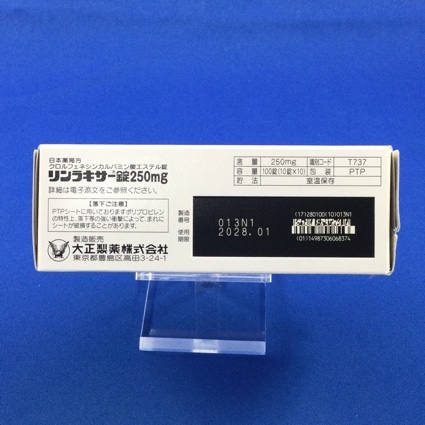 日本薬局方
クロルフェネシンカルバミン酸エステル錠
リンラキサー錠250mg
詳細は電子添文をご参照ください。
【落下ご注意】
PTPシートに用いておりますポリプロピレン
の特性上、落下等の強い衝撃によって、まれに
シートが破損することがあります。
製造販売
大正製薬株式会社
東京都豊島区高田3-24-1
含量 250mg 識別コード T737
容量 100錠(10錠×10) 包装 PTP
貯法 室温保存
製造番号 013N1
使用期限 2028.01
(17)280100(10)013N1
(01)14987306068374